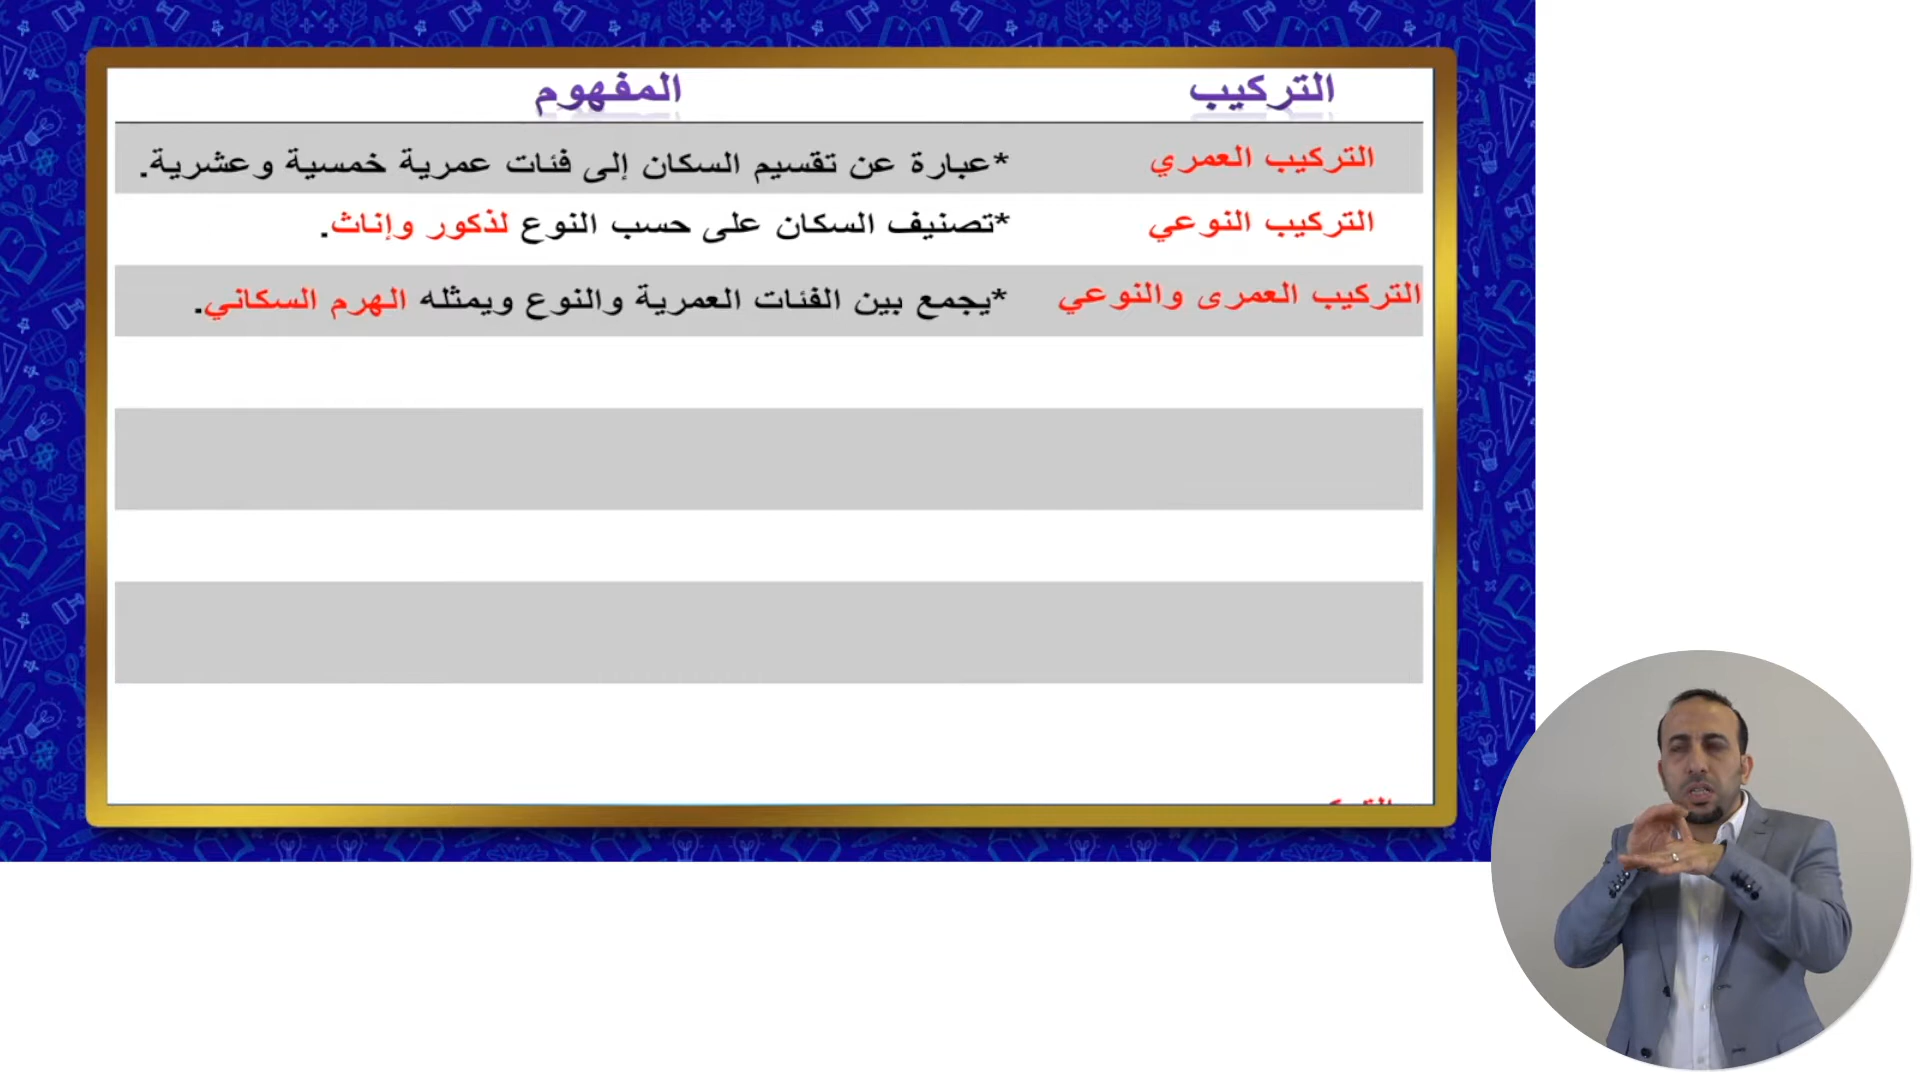 التركيب المفهوم
التركيب العمري *عبارة عن تقسيم السكان إلى فئات عمرية خمسية وعشرية.
التركيب النوعي *تصنيف السكان على حسب النوع لذكور وإناث.
التركيب العمرى والنوعي *يجمع بين الفئات العمرية والنوع ويمثله الهرم السكاني.